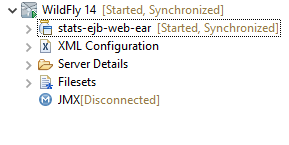 WildFly 14 [Started, Synchronized]
stats-ejb-web-ear [Started, Synchronized]
XML Configuration
Server Details
Filesets
JMX[Disconnected]